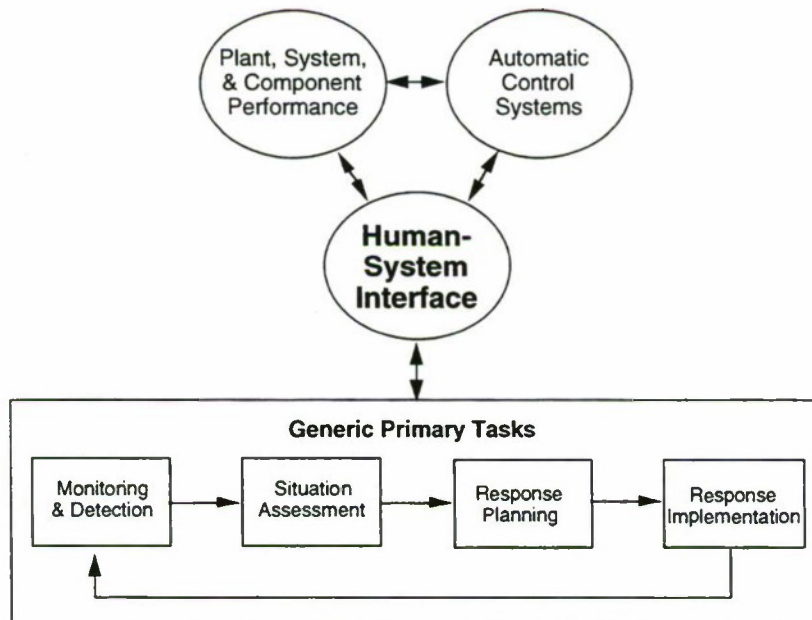 Plant, System,
& Component
Performance
Automatic
Control
Systems
Human-
System
Interface
Generic Primary Tasks
Monitoring
& Detection
Situation
Assessment
Response
Planning
Response
Implementation